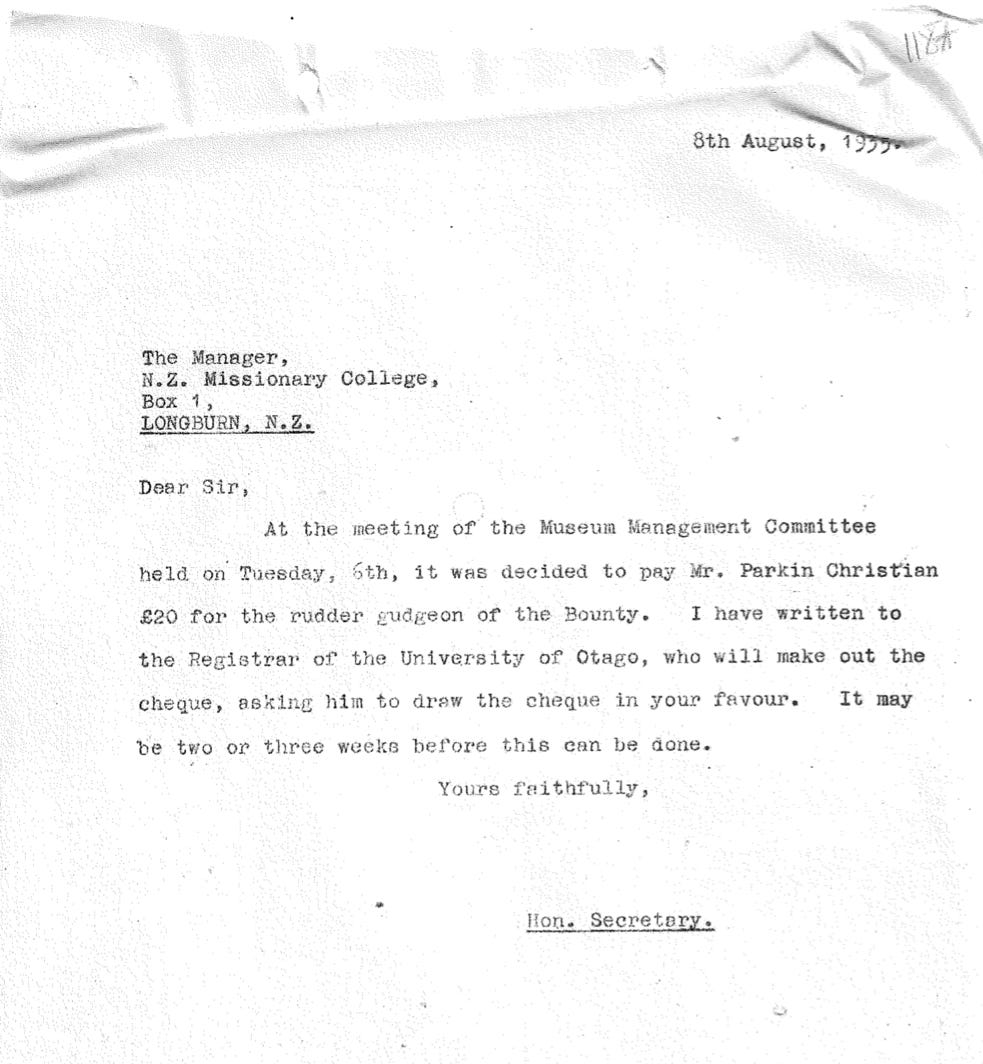 118A
8th August, 1935.
The Manager,
N.Z. Missionary College,
Box 1,
LONGBURN, N.Z.
Dear Sir,
At the meeting of the Museum Management Committee
held on Tuesday, 6th, it was decided to pay Mr. Parkin Christian
£20 for the rudder gudgeon of the Bounty. I have written to
the Registrar of the University of Otago, who will make out the
cheque, asking him to draw the cheque in your favour. It may
be two or three weeks before this can be done.
Yours faithfully,
Hon. Secretary.